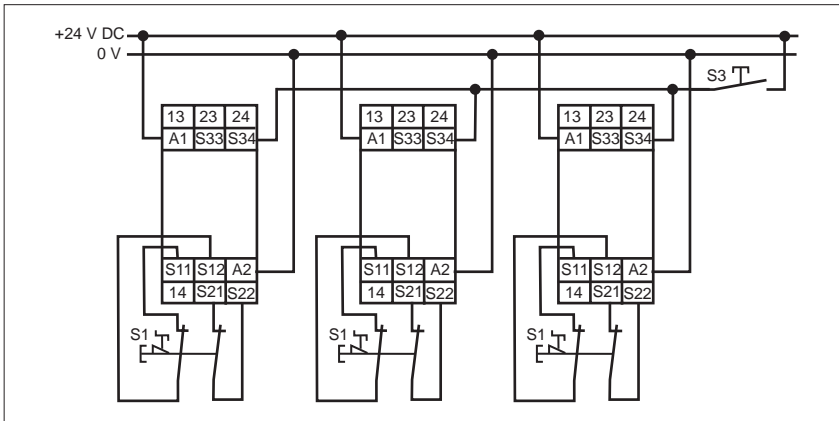 +24 V DC
0 V
S3
13 23 24 13 23 24 13 23 24
A1 S33 S34 A1 S33 S34 A1 S33 S34
S11 S12 A2 S11 S12 A2 S11 S12 A2
14 S21 S22 14 S21 S22 14 S21 S22
S1 S1 S1